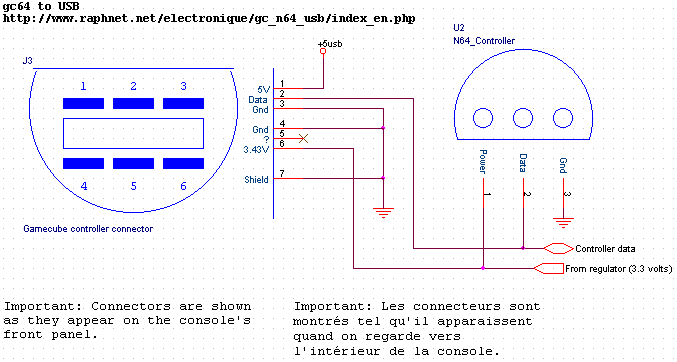 gc64 to USB
http://www.raphnet.net/electronique/gc_n64_usb/index_en.php
U2
N64_Controller
+5usb
J3
1 2 3
4 5 6
5V 1
Data 2
Gnd 3
Gnd 4
? 5
3.43V 6
Shield 7
Power Data Gnd
1 2 3
Gamecube controller connector
Controller data
From regulator (3.3 volts)
Important: Connectors are shown
as they appear on the console's
front panel.
Important: Les connecteurs sont
montrés tel qu'il apparaissent
quand on regarde vers
l'intérieur de la console.